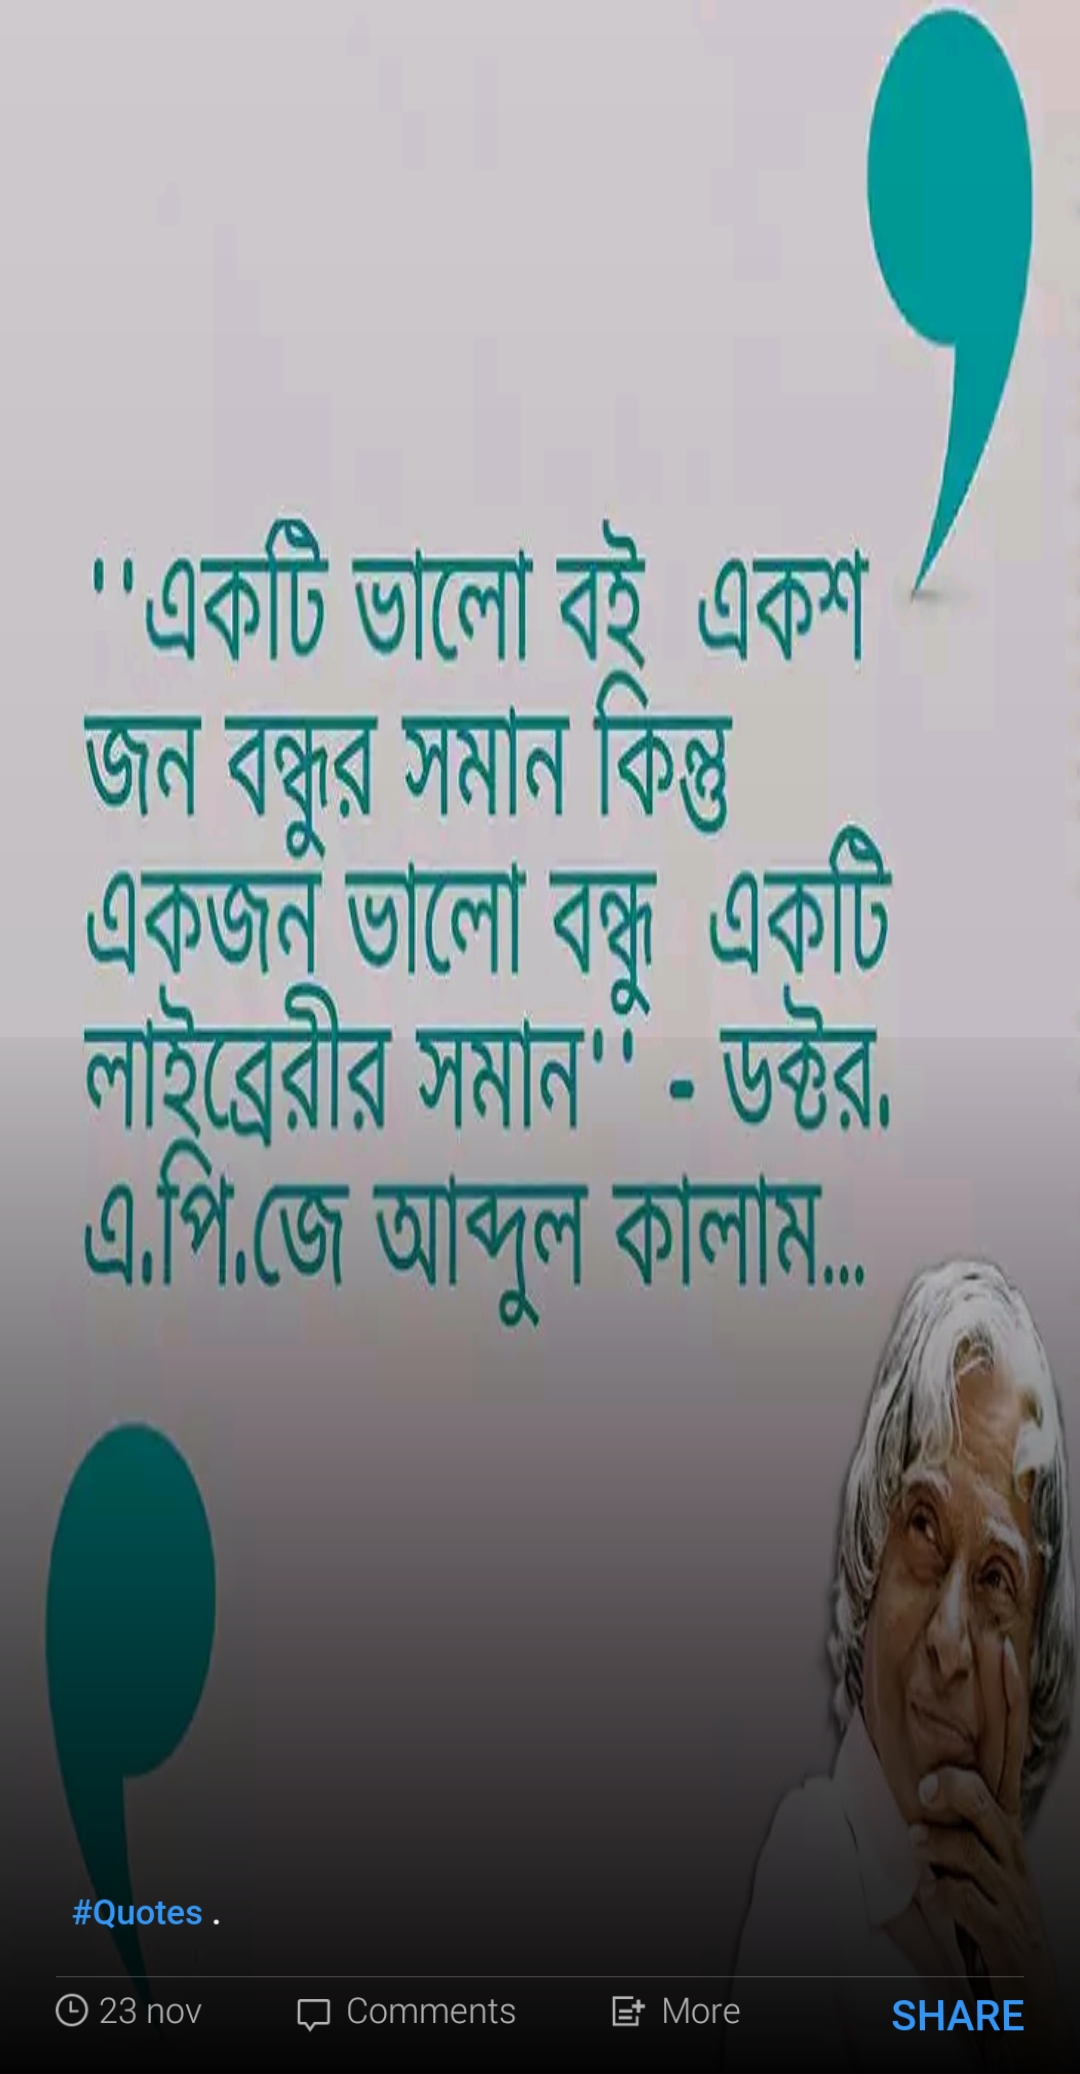 ''একটি ভালো বই একশ
জন বন্ধুর সমান কিন্তু
একজন ভালো বন্ধু একটি
লাইব্রেরীর সমান'' - ডক্টর.
এ.পি.জে আব্দুল কালাম...
#Quotes .
23 nov Comments More SHARE